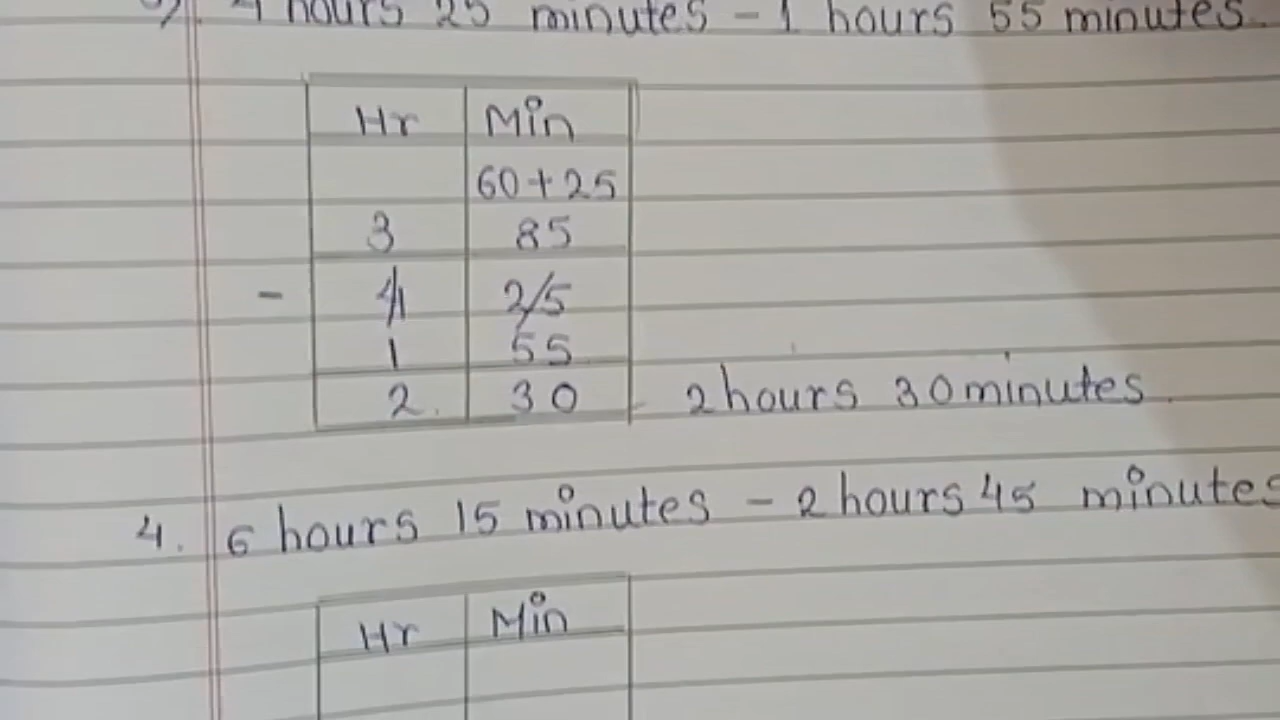 4 hours 25 minutes - 1 hours 55 minutes.
Hr Min
60+25
3 85
- 4 25
1 55
2. 30 2 hours 30 minutes.
4. 6 hours 15 minutes - 2 hours 45 minutes
Hr Min